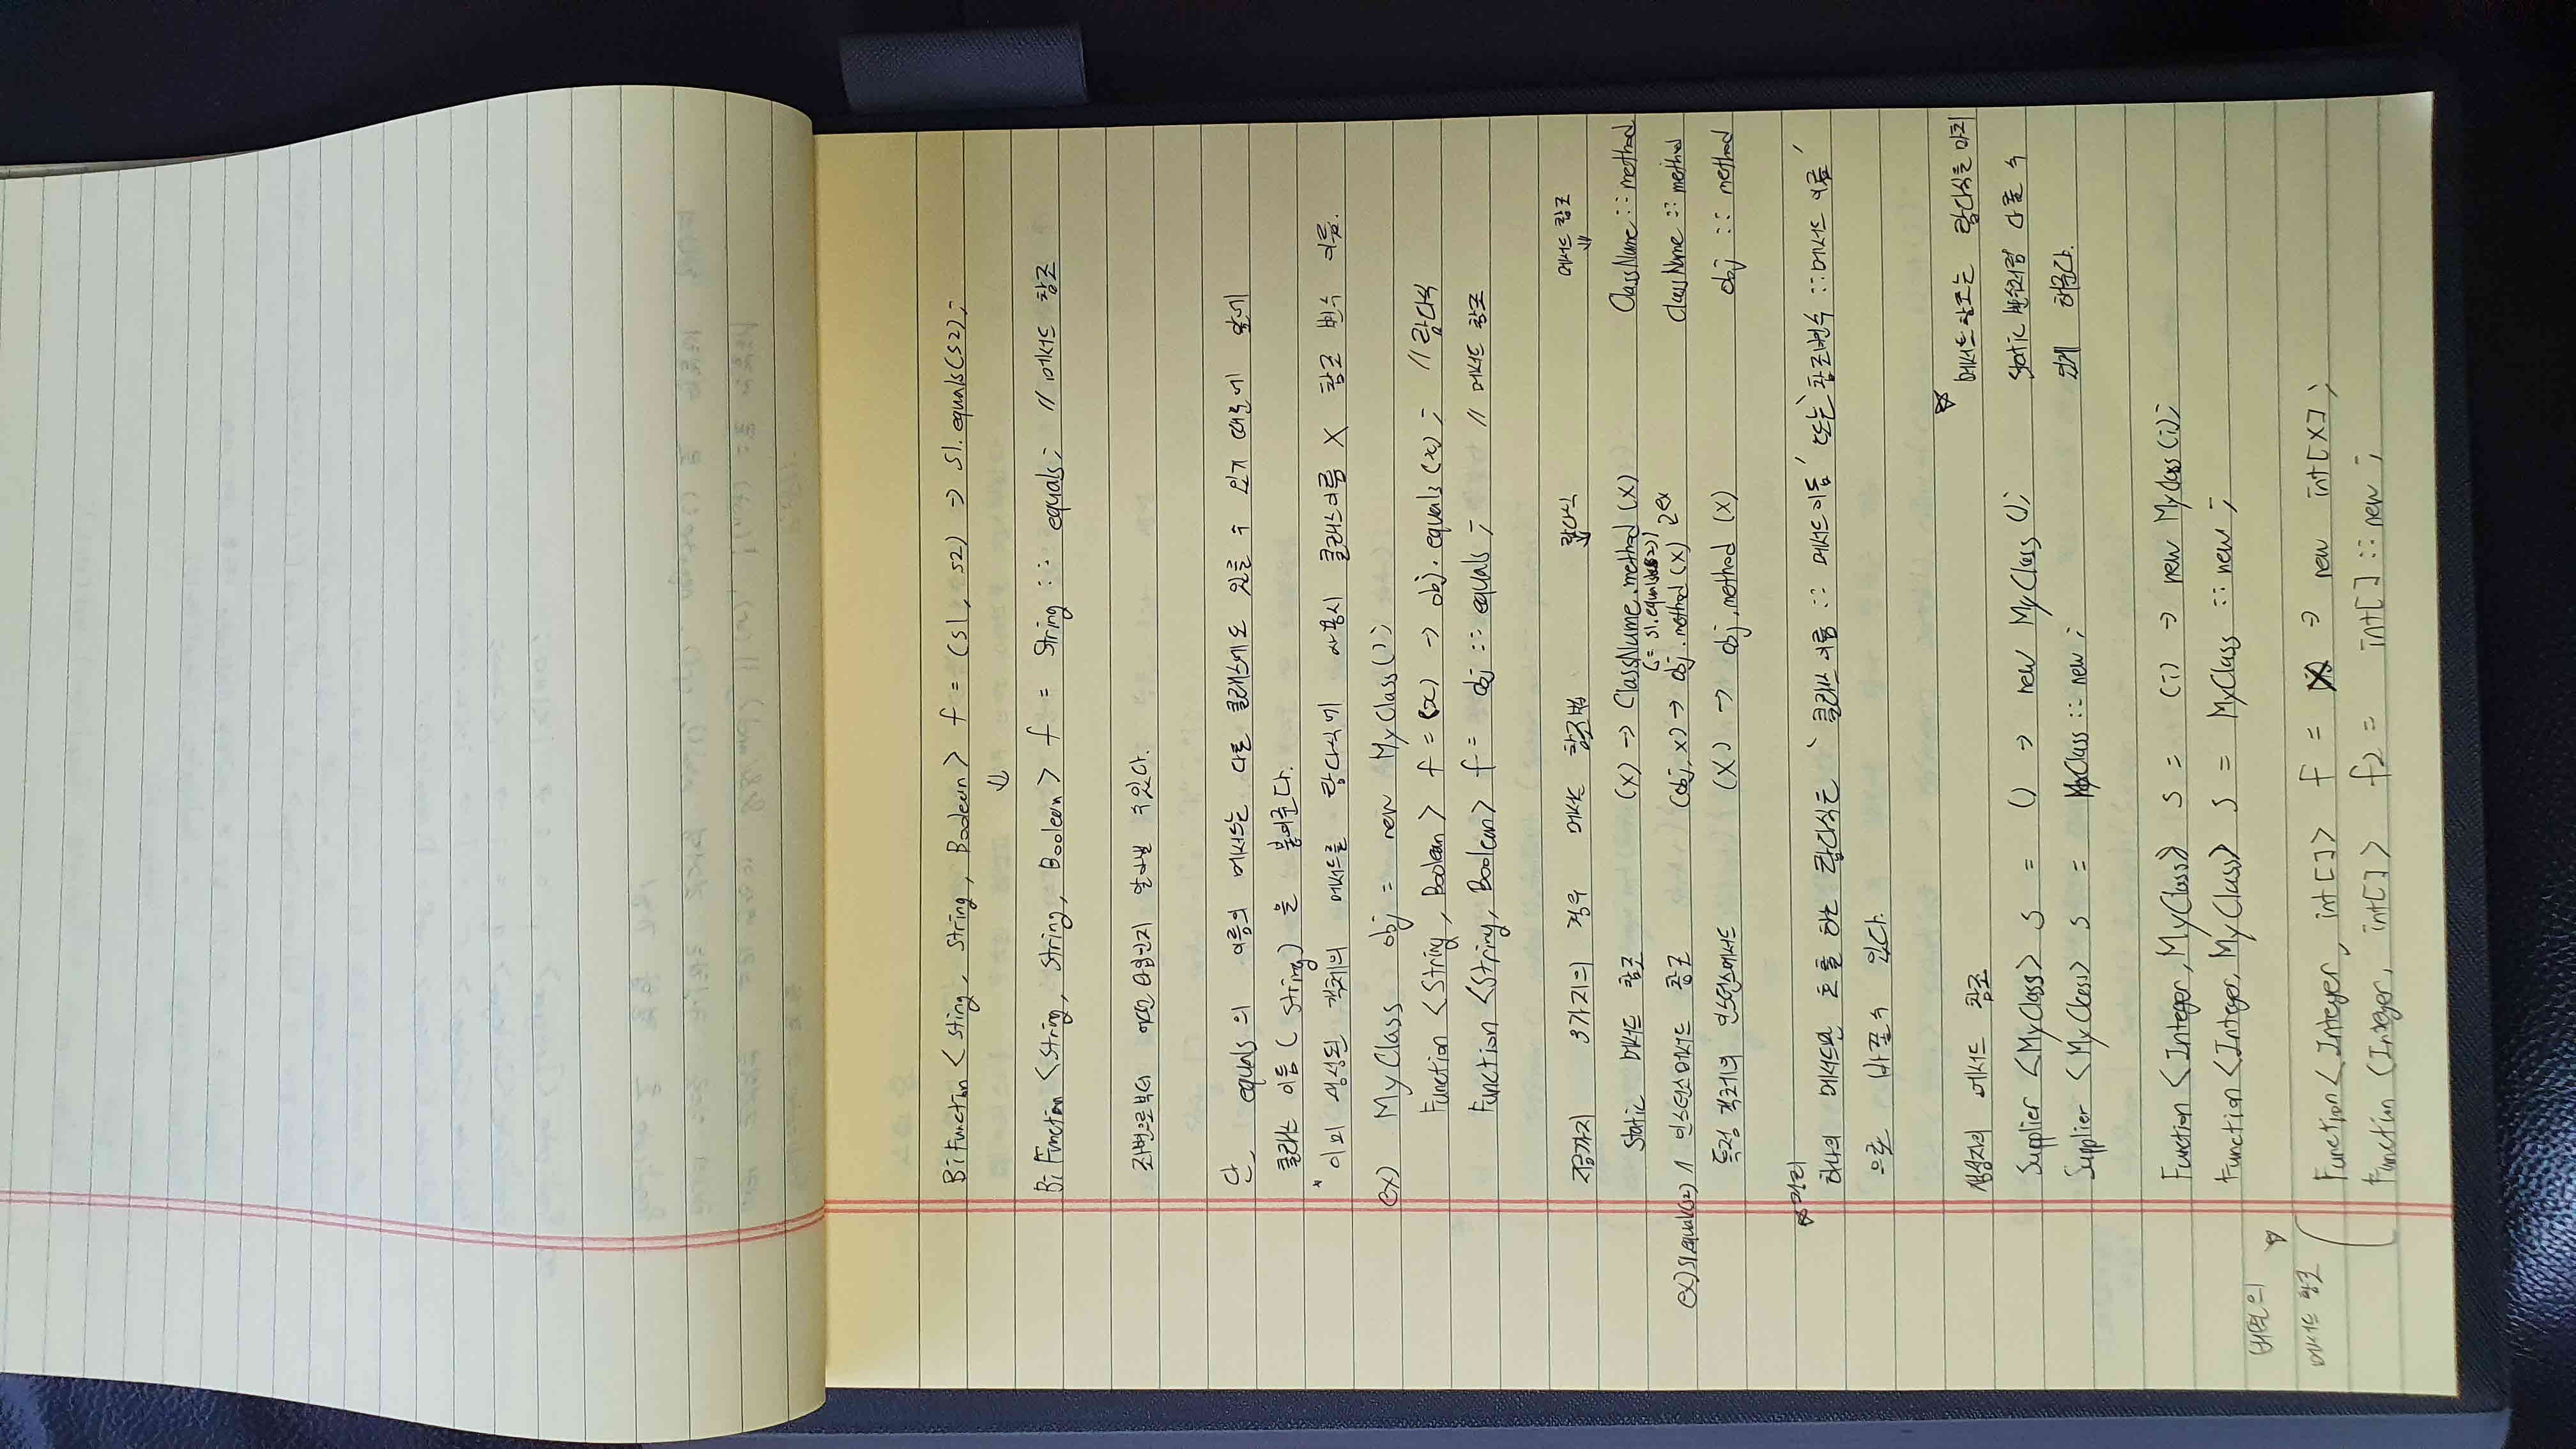 BiFunction < Sting, String, Boolean > f = (s1, s2) -> s1.equals(s2);
⇓
BiFunction <String, String, Boolean > f = String :: equals; // 메서드 참조
좌변으로부터 어떤 타입인지 알아낼 수있다.
단, equals 의 이름의 메서드는 다른 클래스에도 있을 수 있기 때문에 앞에
클래스 이름( String ) 을 붙여준다.
* 이미 생성된 객체의 메서드를 람다식에 사용시 클래스이름 X 참조 변수 이름.
ex) MyClass obj = new MyClass();
Function <String, Boolean > f = (x) -> obj.equals(x); // 람다식
Function <String, Boolean> f = obj :: equals ; // 메서드 참조
지금까지 3가지의 경우 메서드 참조법 람다식 메서드 참조
⇓ ⇓
Static 메서드 참조 (x) -> ClassName.method (x) ClassName :: method
(= s1.equals(s2))
ex) s1.equal(s2) 인스턴스메서드 참조 (obj, x) -> obj.method (x) ex ClassName :: method
특정 객체의 인스턴스메서드 (x) -> obj.method (x) obj :: method
☆정리
하나의 메서드만 호출 하는 람다식은 '클래스 이름 :: 메서드이름' 또는 '참조변수 :: 메서드 이름'
으로 바꿀 수 있다.
생성자의 메서드 참조
Supplier <MyClass> s = () -> new MyClass ();
Supplier <MyClass> s = MyClass :: new ;
☆ 메서드참조는 람다식을 마치
static 변수처럼 다룰 수
있게 해준다.
Function <Integer, MyClass> s = (i) -> new MyClass(i);
Function <Integer, MyClass> s = MyClass :: new ;
배열의 ☆
메서드 참조
Function < Integer, int[]> f = -> new int[x] ;
Function <Integer, int[]> f2 = int[] :: new ;